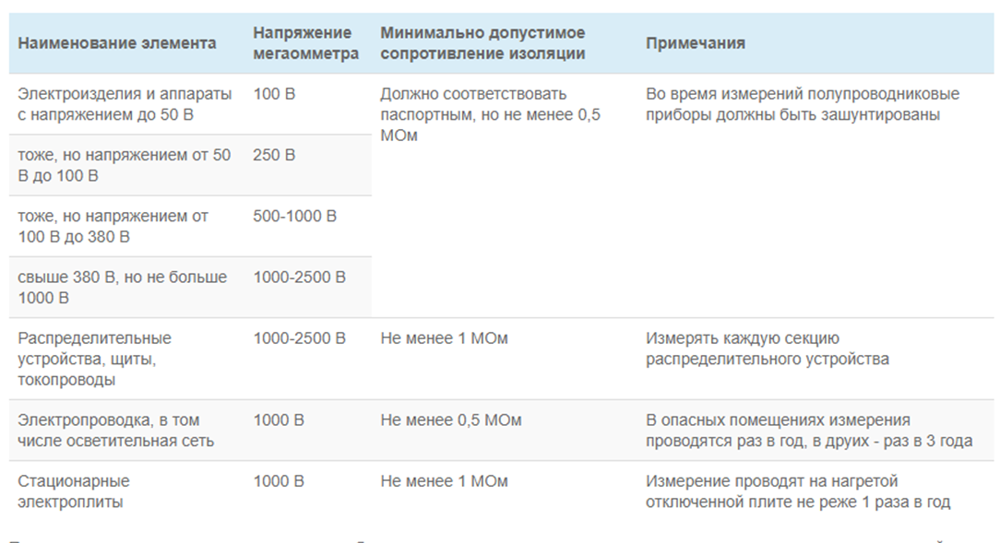 Наименование элемента
Напряжение
мегаомметра
Минимально допустимое
сопротивление изоляции
Примечания
Электроизделия и аппараты
с напряжением до 50 В
100 В
Должно соответствовать
паспортным, но не менее 0,5
МОм
Во время измерений полупроводниковые
приборы должны быть зашунтированы
тоже, но напряжением от 50
В до 100 В
250 В
тоже, но напряжением от
100 В до 380 В
500-1000 В
свыше 380 В, но не больше
1000 В
1000-2500 В
Распределительные
устройства, щиты,
токопроводы
1000-2500 В
Не менее 1 МОм
Измерять каждую секцию
распределительного устройства
Электропроводка, в том
числе осветительная сеть
1000 В
Не менее 0,5 МОм
В опасных помещениях измерения
проводятся раз в год, в друих - раз в 3 года
Стационарные
электроплиты
1000 В
Не менее 1 МОм
Измерение проводят на нагретой
отключенной плите не реже 1 раза в год